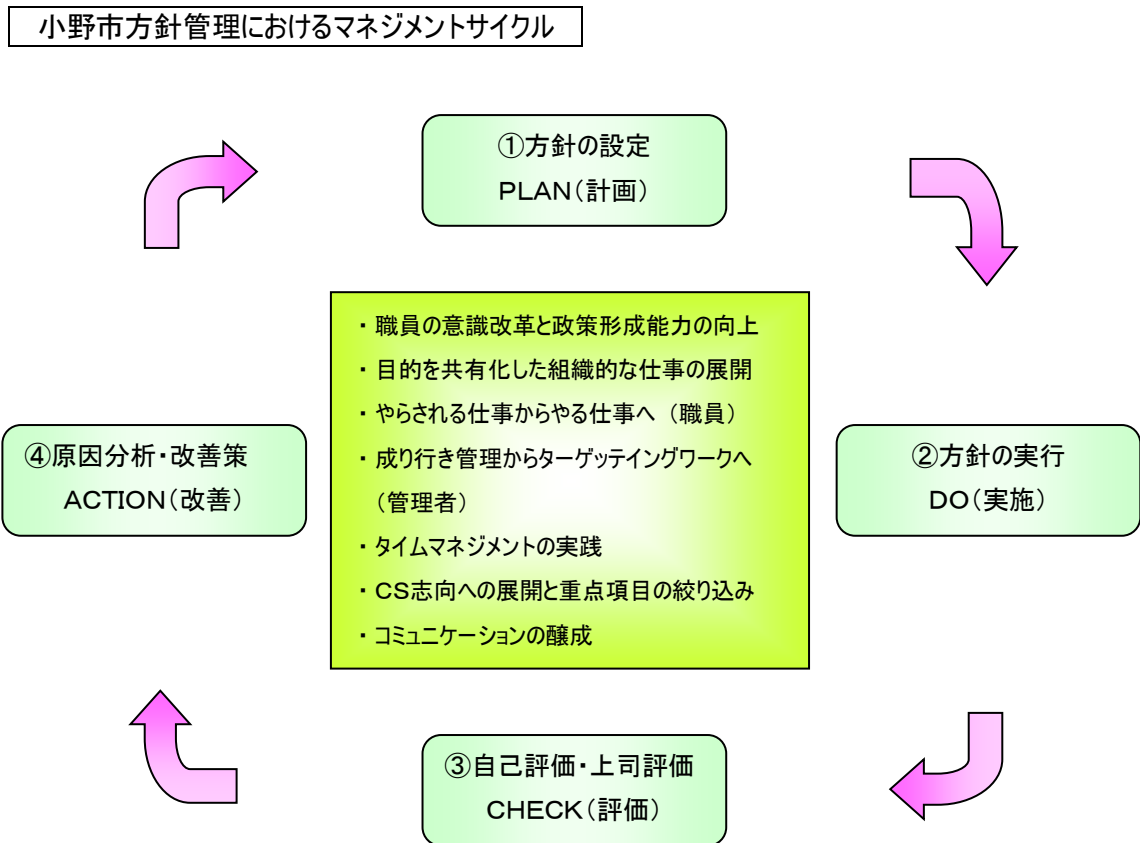 小野市方針管理におけるマネジメントサイクル
①方針の設定
PLAN(計画)
・職員の意識改革と政策形成能力の向上
・目的を共有化した組織的な仕事の展開
・やらされる仕事からやる仕事へ (職員)
・成り行き管理からターゲッテイングワークへ
(管理者)
・タイムマネジメントの実践
・CS志向への展開と重点項目の絞り込み
・コミュニケーションの醸成
④原因分析・改善策
ACTION(改善)
②方針の実行
DO(実施)
③自己評価・上司評価
CHECK(評価)